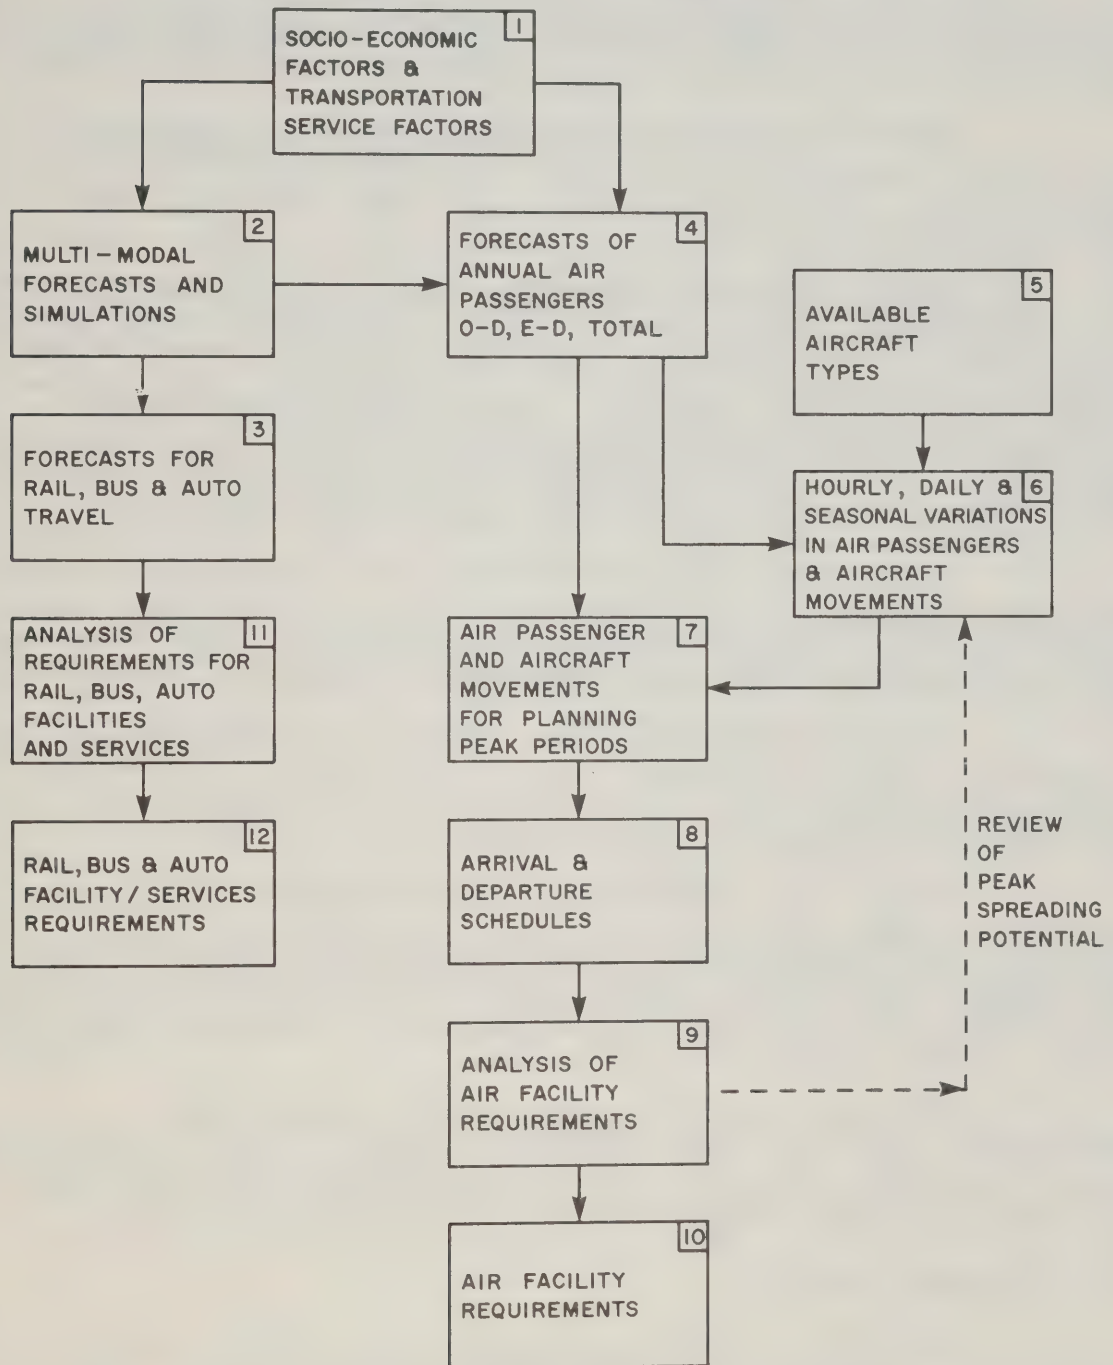 1
SOCIO-ECONOMIC
FACTORS &
TRANSPORTATION
SERVICE FACTORS
2
MULTI-MODAL
FORECASTS AND
SIMULATIONS
4
FORECASTS OF
ANNUAL AIR
PASSENGERS
O-D, E-D, TOTAL
5
AVAILABLE
AIRCRAFT
TYPES
3
FORECASTS FOR
RAIL, BUS & AUTO
TRAVEL
HOURLY, DAILY & 6
SEASONAL VARIATIONS
IN AIR PASSENGERS
& AIRCRAFT
MOVEMENTS
ANALYSIS OF 11
REQUIREMENTS FOR
RAIL, BUS, AUTO
FACILITIES
AND SERVICES
AIR PASSENGER 7
AND AIRCRAFT
MOVEMENTS
FOR PLANNING
PEAK PERIODS
12
RAIL, BUS & AUTO
FACILITY / SERVICES
REQUIREMENTS
8
ARRIVAL &
DEPARTURE
SCHEDULES
REVIEW
OF
PEAK
SPREADING
POTENTIAL
9
ANALYSIS OF
AIR FACILITY
REQUIREMENTS
10
AIR FACILITY
REQUIREMENTS